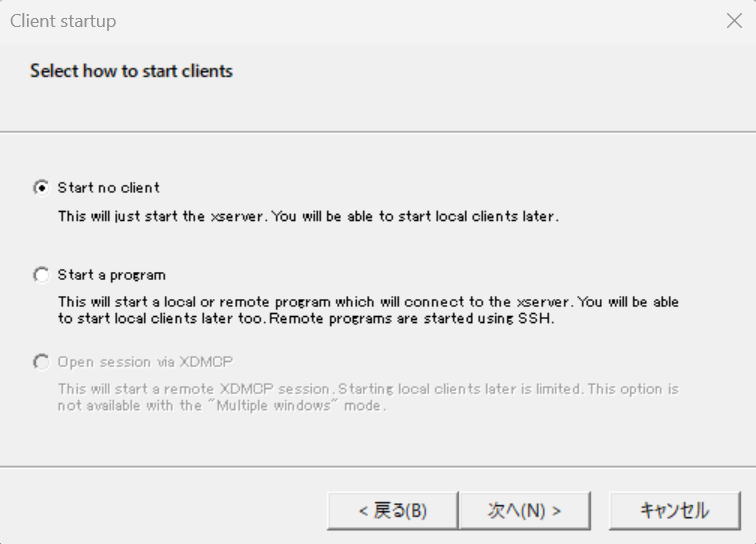 Client startup
Select how to start clients
Start no client
This will just start the xserver. You will be able to start local clients later.
Start a program
This will start a local or remote program which will connect to the xserver. You will be able
to start local clients later too. Remote programs are started using SSH.
Open session via XDMCP
This will start a remote XDMCP session. Starting local clients later is limited. This option is
not available with the "Multiple windows" mode.
< 戻る(B) 次へ(N) > キャンセル